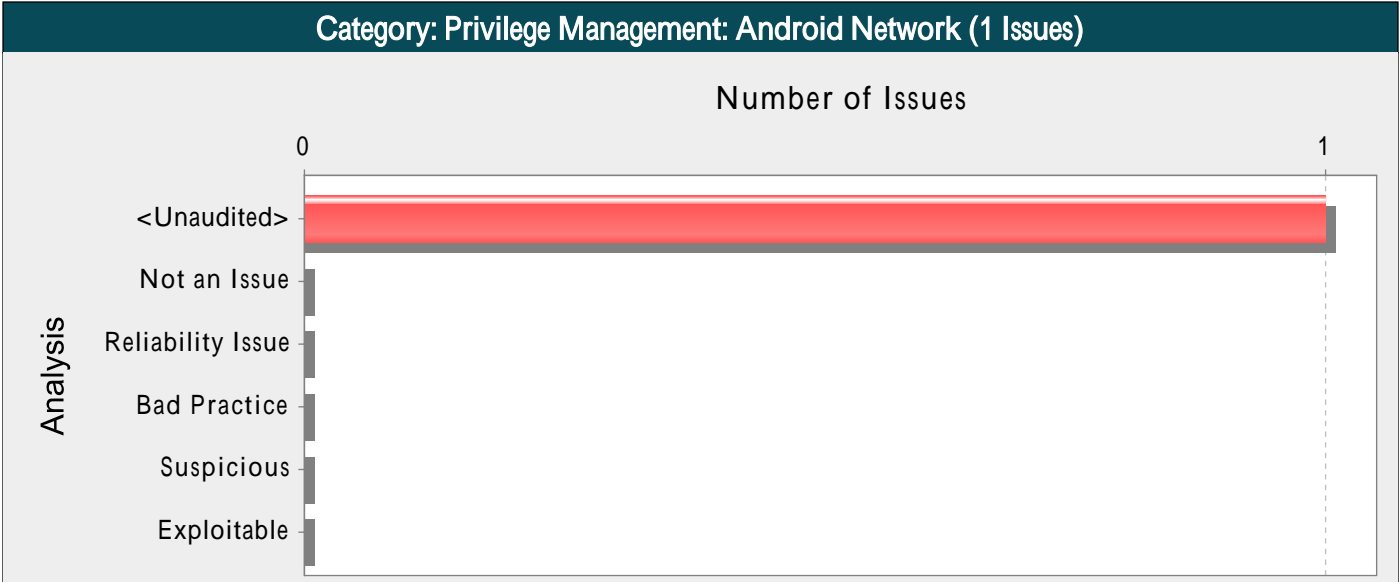 Category: Privilege Management: Android Network (1 Issues)
Number of Issues
0 1
<Unaudited>
Not an Issue
Reliability Issue
Bad Practice
Suspicious
Exploitable
Analysis